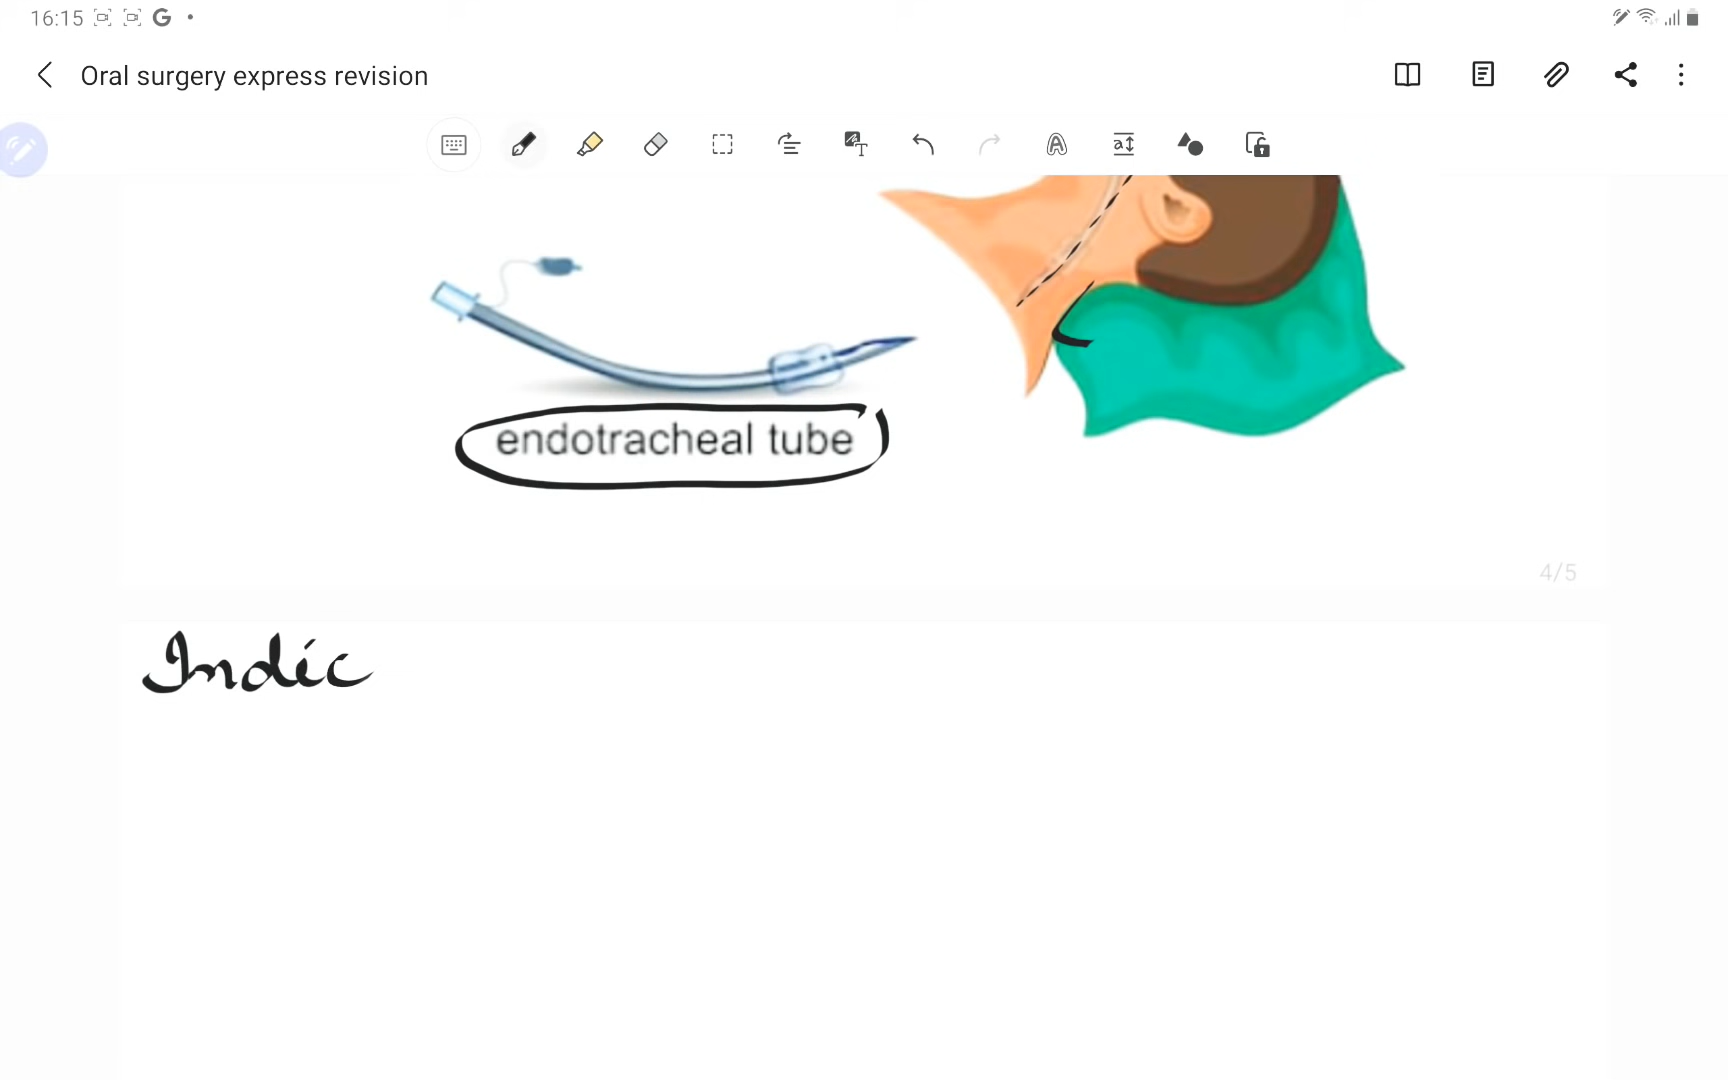 16:15 G
Oral surgery express revision
endotracheal tube
4/5
Indic